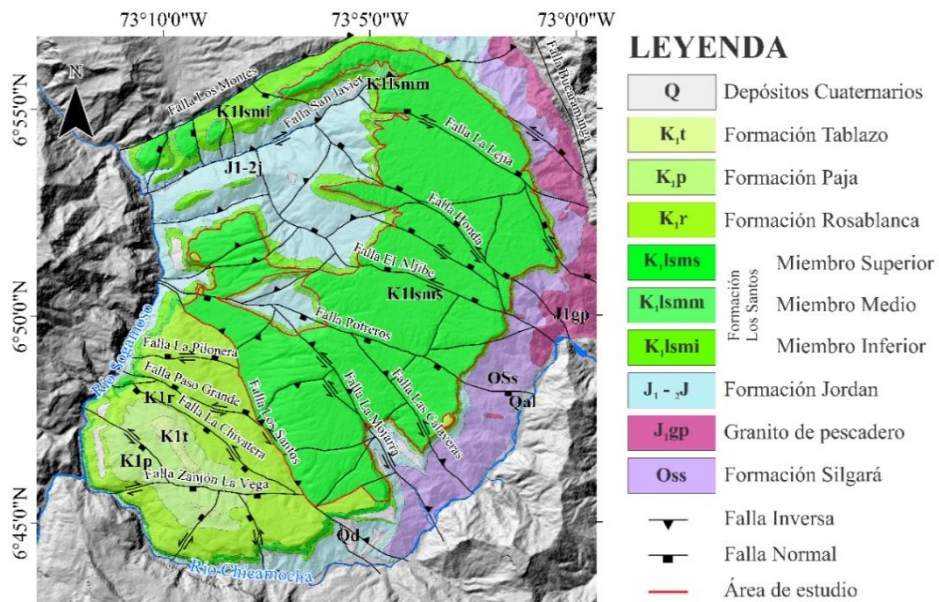 73°10'0"W
73°5'0"W
73°0'0"W
6°55'0"N
6°50'0"N
6°45'0"N
N
Falla Los Montes
K1lsmi
Falla San Javier
K1lsmm
Falla Bucaramanga
Falla La Lejia
J1-2j
Falla Honda
Falla El Aljibe
K1lsms
Falla Potreros
J1gp
Río Sogamoso
Falla La Pilonera
Falla Paso Grande
K1r
Falla La Chivatera
Falla Los Santos
Falla La Mojarra
Falla Las Calaveras
OSs
Qal
K1t
K1p
Falla Zanjón La Vega
Qd
Río Chicamocha
LEYENDA
Q Depósitos Cuaternarios
K₁t Formación Tablazo
K₁p Formación Paja
K₁r Formación Rosablanca
Formación
Los Santos
K₁lsms Miembro Superior
K₁lsmm Miembro Medio
K₁lsmi Miembro Inferior
J₁ - ₂J Formación Jordan
J₁gp Granito de pescadero
Oss Formación Silgará
Falla Inversa
Falla Normal
Área de estudio